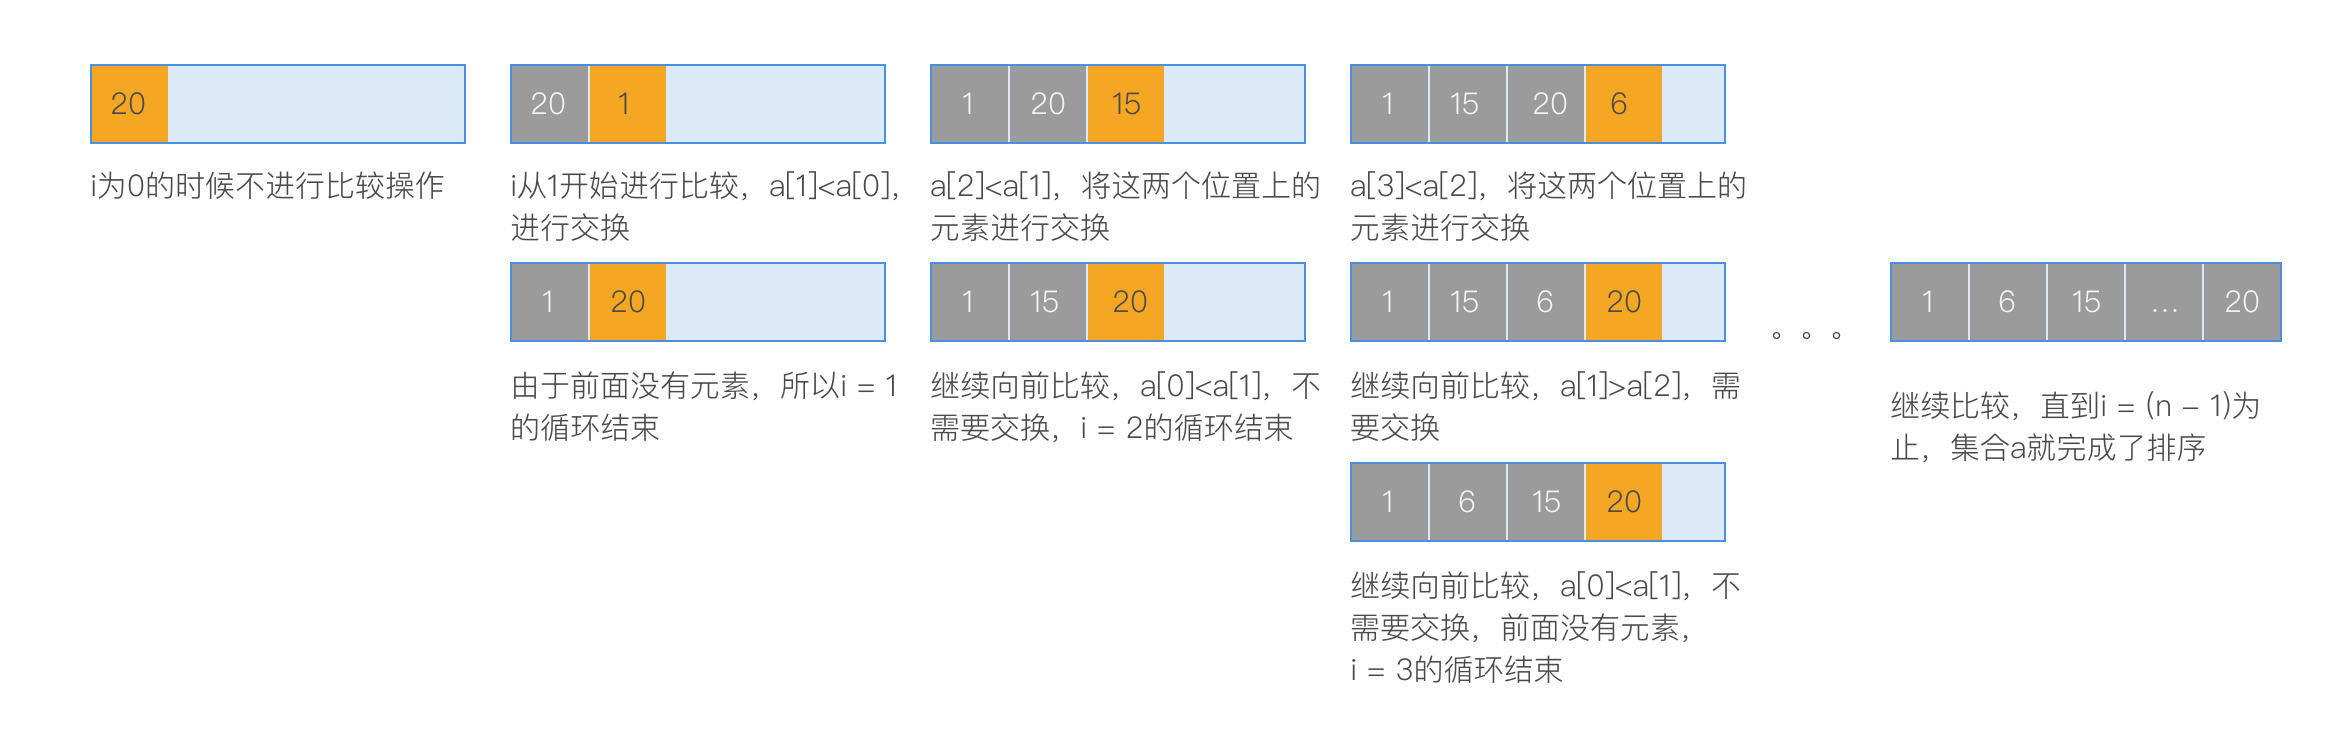 20
i为0的时候不进行比较操作
20 1
i从1开始进行比较，a[1]<a[0]，
进行交换
1 20
由于前面没有元素，所以i = 1
的循环结束
1 20 15
a[2]<a[1]，将这两个位置上的
元素进行交换
1 15 20
继续向前比较，a[0]<a[1]，不
需要交换，i = 2的循环结束
1 15 20 6
a[3]<a[2]，将这两个位置上的
元素进行交换
1 15 6 20
继续向前比较，a[1]>a[2]，需
要交换
1 6 15 20
继续向前比较，a[0]<a[1]，不
需要交换，前面没有元素，
i = 3的循环结束
。。。
1 6 15 ... 20
继续比较，直到i = (n – 1)为
止，集合a就完成了排序